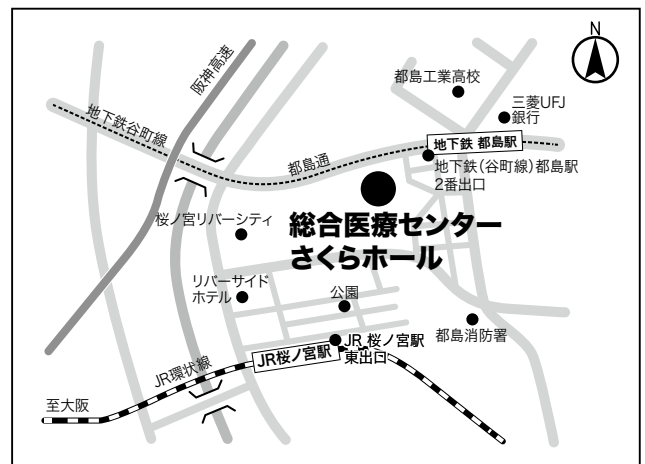 N
都島工業高校
三菱UFJ
銀行
阪神高速
地下鉄谷町線
都島通
地下鉄 都島駅
地下鉄(谷町線)都島駅
2番出口
桜ノ宮リバーシティ
総合医療センター
さくらホール
リバーサイド
ホテル
公園
都島消防署
JR 桜ノ宮駅
東出口
JR桜ノ宮駅
JR環状線
至大阪